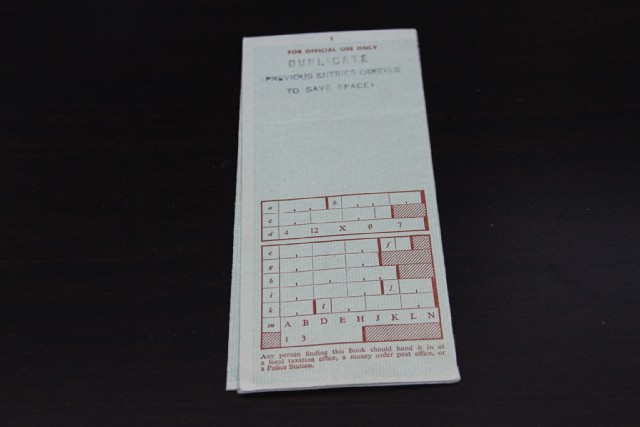 FOR OFFICIAL USE ONLY
DUPLICATE
(PREVIOUS ENTRIES OMITTED
TO SAVE SPACE)
a b
c
d 4 12 X 0 7
e f
g
h
i j
k l
m A B D E H J K L N
1 3
Any person finding this Book should hand it in at
a local taxation office, a money order post office, or
a Police Station.